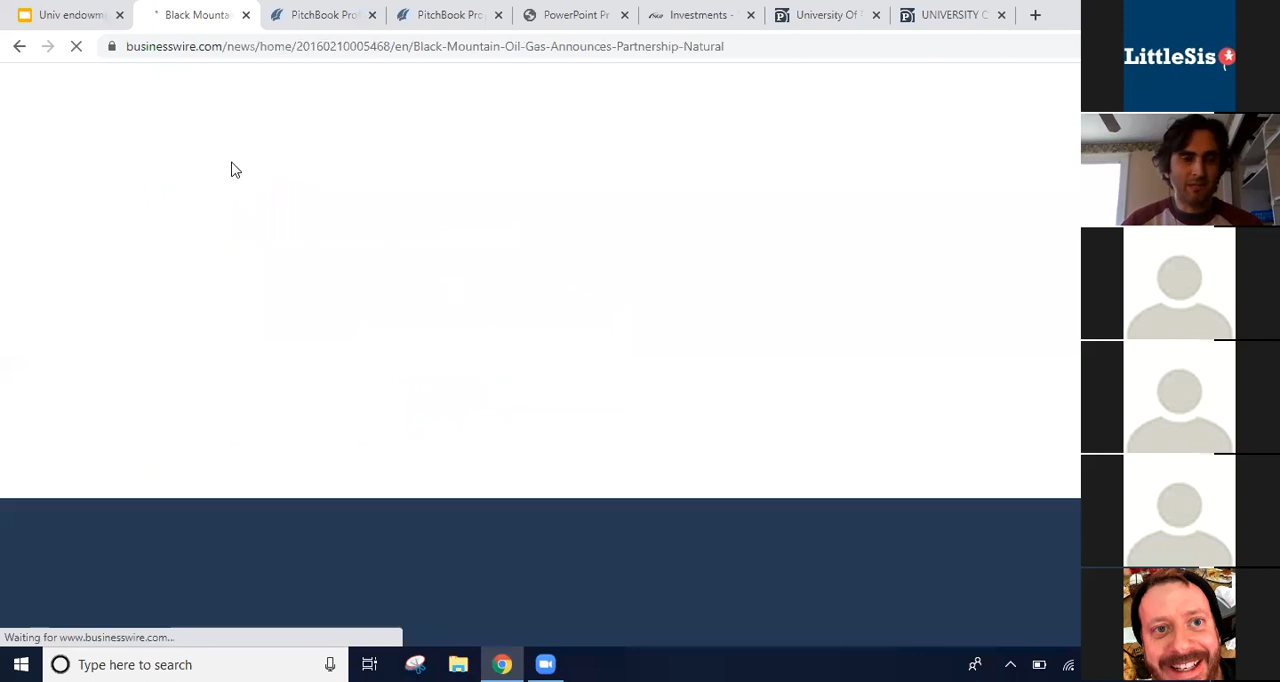 Univ endowm
Black Mounta
PitchBook Pro
PitchBook Pro
PowerPoint Pr
Investments -
University Of
UNIVERSITY C
businesswire.com/news/home/20160210005468/en/Black-Mountain-Oil-Gas-Announces-Partnership-Natural
LittleSis
Waiting for www.businesswire.com...
Type here to search